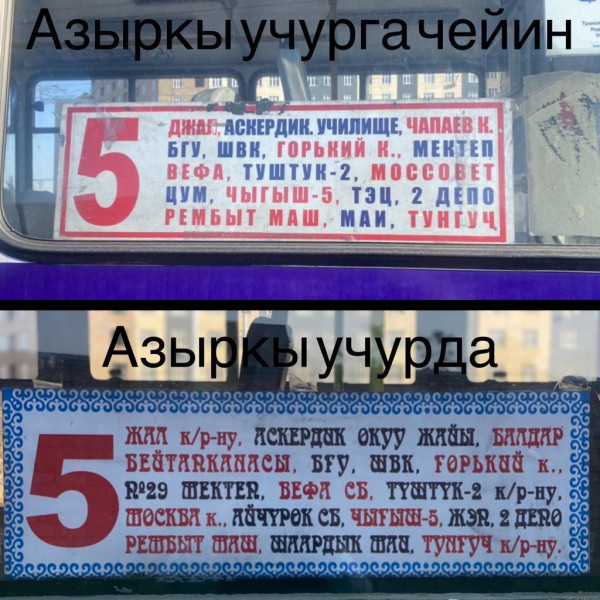 Азыркы учурга чейин
5
ДЖАЛ, АСКЕРДИК. УЧИЛИЩЕ, ЧАПАЕВ К.
БГУ, ШВК, ГОРЬКИЙ К., МЕКТЕП
ВЕФА, ТУШТУК-2, МОССОВЕТ
ЦУМ, ЧЫГЫШ-5, ТЭЦ, 2 ДЕПО
РЕМБЫТ МАШ, МАИ, ТУНГУЧ
Азыркы учурда
5
ЖАЛ к/р-ну, АСКЕРДИК ОКУУ ЖАЙЫ, БАЛДАР
БЕЙТАПКАНАСЫ, БГУ, ШВК, ГОРЬКИЙ к.,
№29 МЕКТЕП, ВЕФА СБ, ТҮШТҮК-2 к/р-ну,
МОСКВА к., АЙЧҮРӨК СБ, ЧЫГЫШ-5, ЖЭП, 2 ДЕПО
РЕМБЫТ МАШ, ШААРДЫК МАИ, ТУНГУЧ к/р-ну.